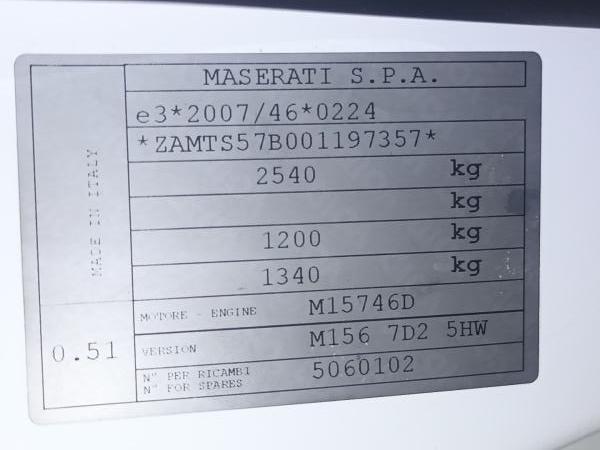 MASERATI S.P.A.
e3*2007/46*0224
*ZAMTS57B001197357*
2540 kg
kg
1200 kg
1340 kg
MADE IN ITALY
MOTORE - ENGINE M15746D
VERSION M156 7D2 5HW
0.51
N° PER RICAMBI
N° FOR SPARES
5060102